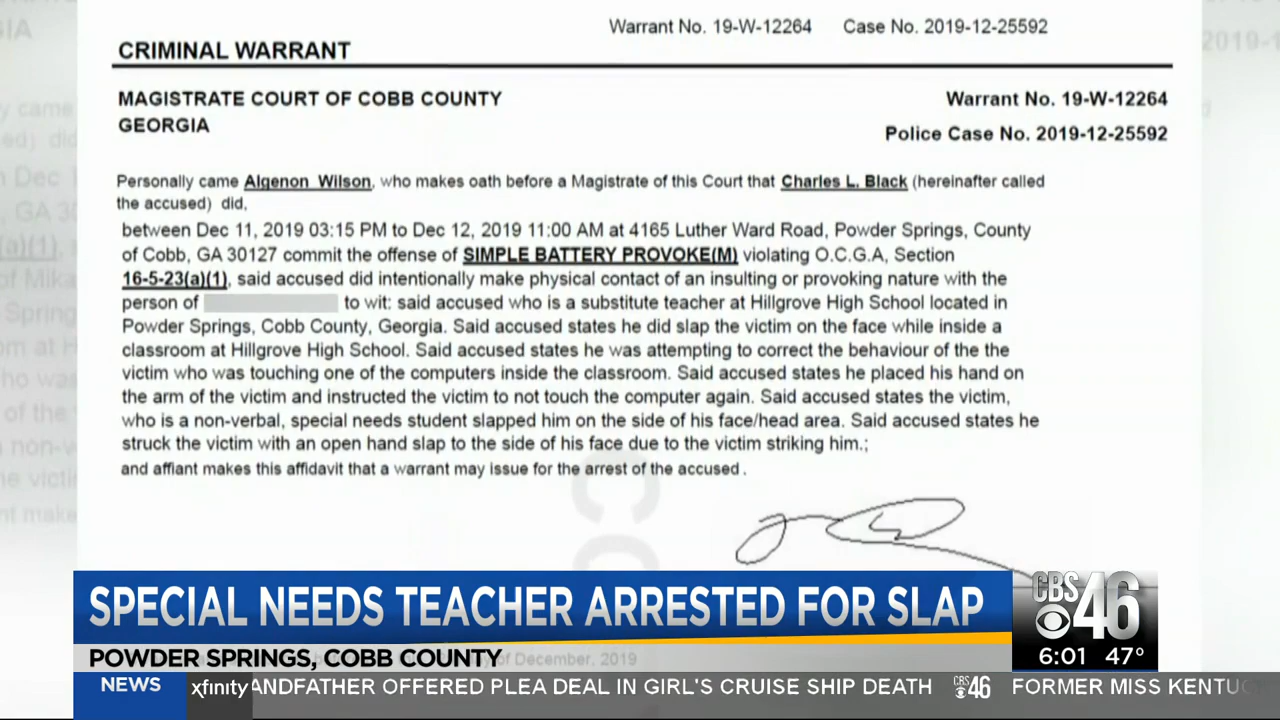 Warrant No. 19-W-12264 Case No. 2019-12-25592
CRIMINAL WARRANT
MAGISTRATE COURT OF COBB COUNTY
GEORGIA
Warrant No. 19-W-12264
Police Case No. 2019-12-25592
Personally came Algenon Wilson, who makes oath before a Magistrate of this Court that Charles L. Black (hereinafter called
the accused) did,
between Dec 11, 2019 03:15 PM to Dec 12, 2019 11:00 AM at 4165 Luther Ward Road, Powder Springs, County
of Cobb, GA 30127 commit the offense of SIMPLE BATTERY PROVOKE(M) violating O.C.G.A, Section
16-5-23(a)(1), said accused did intentionally make physical contact of an insulting or provoking nature with the
person of to wit: said accused who is a substitute teacher at Hillgrove High School located in
Powder Springs, Cobb County, Georgia. Said accused states he did slap the victim on the face while inside a
classroom at Hillgrove High School. Said accused states he was attempting to correct the behaviour of the the
victim who was touching one of the computers inside the classroom. Said accused states he placed his hand on
the arm of the victim and instructed the victim to not touch the computer again. Said accused states the victim,
who is a non-verbal, special needs student slapped him on the side of his face/head area. Said accused states he
struck the victim with an open hand slap to the side of his face due to the victim striking him.;
and affiant makes this affidavit that a warrant may issue for the arrest of the accused.
SPECIAL NEEDS TEACHER ARRESTED FOR SLAP
POWDER SPRINGS, COBB COUNTY
day of December, 2019
CBS 46
6:01 47°
NEWS xfinity ANDFATHER OFFERED PLEA DEAL IN GIRL'S CRUISE SHIP DEATH CBS 46 FORMER MISS KENTUC